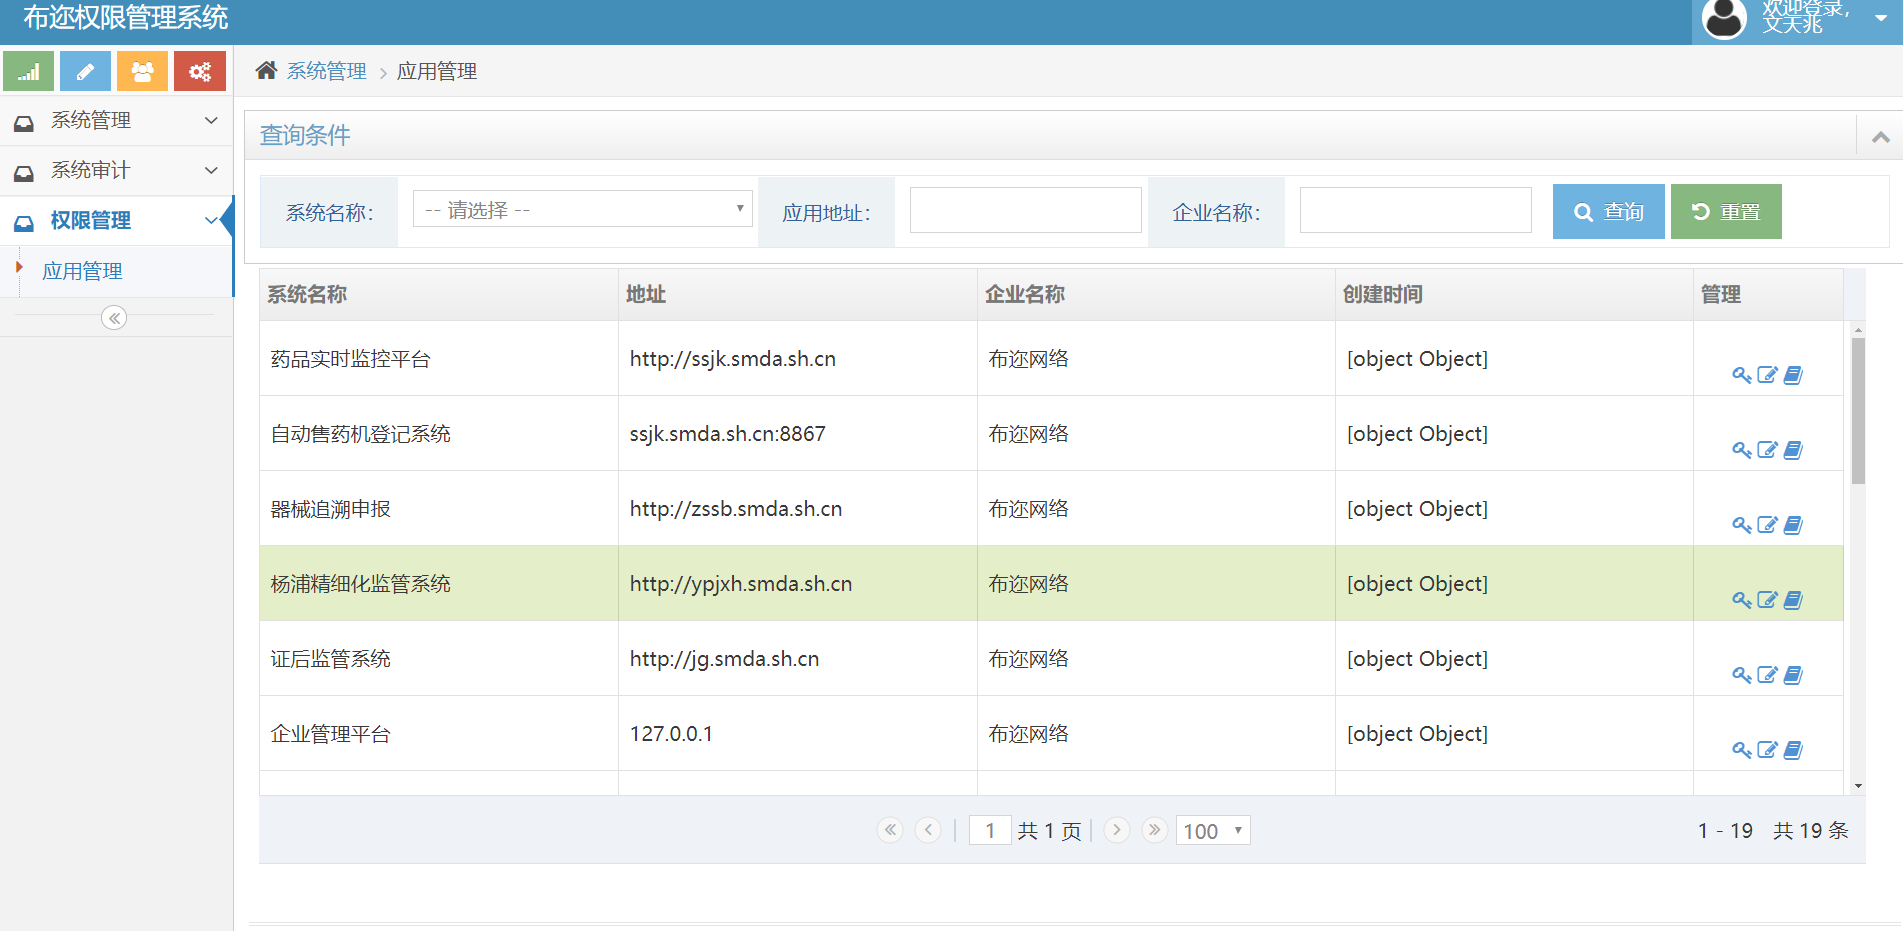 布迩权限管理系统
欢迎登录,
文天兆
系统管理
系统审计
权限管理
应用管理
系统管理 > 应用管理
查询条件
系统名称: -- 请选择 -- 应用地址: 企业名称: 查询 重置
系统名称 地址 企业名称 创建时间 管理
药品实时监控平台 http://ssjk.smda.sh.cn 布迩网络 [object Object]
自动售药机登记系统 ssjk.smda.sh.cn:8867 布迩网络 [object Object]
器械追溯申报 http://zssb.smda.sh.cn 布迩网络 [object Object]
杨浦精细化监管系统 http://ypjxh.smda.sh.cn 布迩网络 [object Object]
证后监管系统 http://jg.smda.sh.cn 布迩网络 [object Object]
企业管理平台 127.0.0.1 布迩网络 [object Object]
1 共 1 页 100 1 - 19 共 19 条